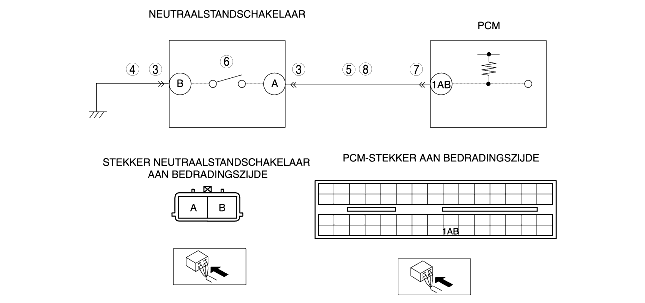 NEUTRAALSTANDSCHAKELAAR
PCM
4 3 6 3 5 8 7
B A 1AB
STEKKER NEUTRAALSTANDSCHAKELAAR
AAN BEDRADINGSZIJDE
PCM-STEKKER AAN BEDRADINGSZIJDE
A B
1AB